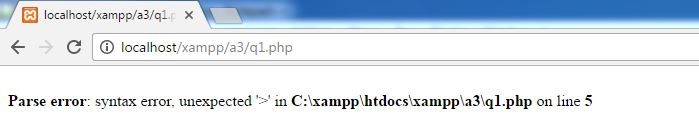 localhost/xampp/a3/q1.p
localhost/xampp/a3/q1.php
Parse error: syntax error, unexpected '>' in C:\xampp\htdocs\xampp\a3\q1.php on line 5